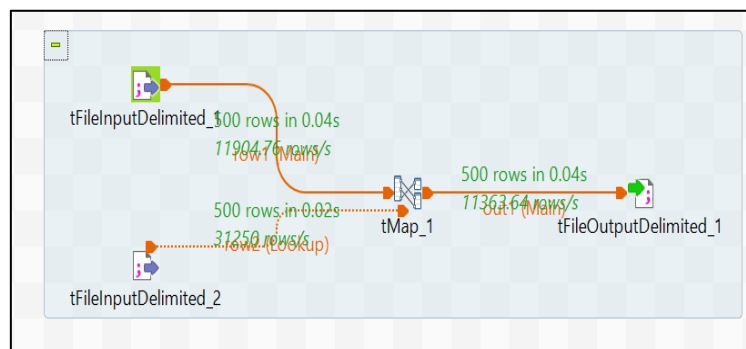 tFileInputDelimited_1
500 rows in 0.04s
11904.76 rows/s
row1 (Main)
500 rows in 0.02s
31250 rows/s
row2 (Lookup)
tFileInputDelimited_2
tMap_1
500 rows in 0.04s
11363.64 rows/s
out1 (Main)
tFileOutputDelimited_1